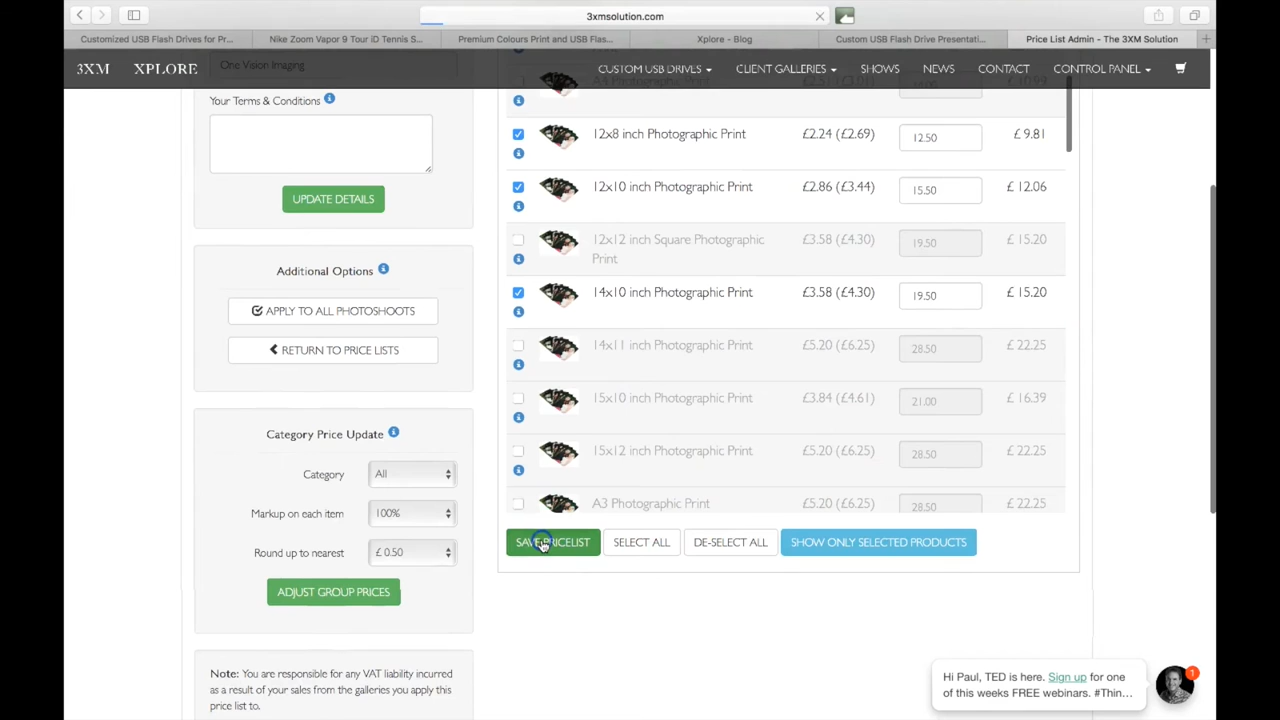 3xmsolution.com
Customized USB Flash Drives for Pr...
Nike Zoom Vapor 9 Tour iD Tennis S...
Premium Colours Print and USB Flas...
Xplore - Blog
Custom USB Flash Drive Presentati...
Price List Admin - The 3XM Solution
3XM XPLORE
CUSTOM USB DRIVES
CLIENT GALLERIES
SHOWS
NEWS
CONTACT
CONTROL PANEL
One Vision Imaging
Your Terms & Conditions
UPDATE DETAILS
Additional Options
APPLY TO ALL PHOTOSHOOTS
RETURN TO PRICE LISTS
Category Price Update
Category All
Markup on each item 100%
Round up to nearest £ 0.50
ADJUST GROUP PRICES
Note: You are responsible for any VAT liability incurred
as a result of your sales from the galleries you apply this
price list to.
12x8 inch Photographic Print £2.24 (£2.69) 12.50 £ 9.81
12x10 inch Photographic Print £2.86 (£3.44) 15.50 £ 12.06
12x12 inch Square Photographic
Print £3.58 (£4.30) 19.50 £ 15.20
14x10 inch Photographic Print £3.58 (£4.30) 19.50 £ 15.20
14x11 inch Photographic Print £5.20 (£6.25) 28.50 £ 22.25
15x10 inch Photographic Print £3.84 (£4.61) 21.00 £ 16.39
15x12 inch Photographic Print £5.20 (£6.25) 28.50 £ 22.25
A3 Photographic Print £5.20 (£6.25) 28.50 £ 22.25
SAVE PRICELIST
SELECT ALL
DE-SELECT ALL
SHOW ONLY SELECTED PRODUCTS
Hi Paul, TED is here. Sign up for one
of this weeks FREE webinars. #Thin...
1